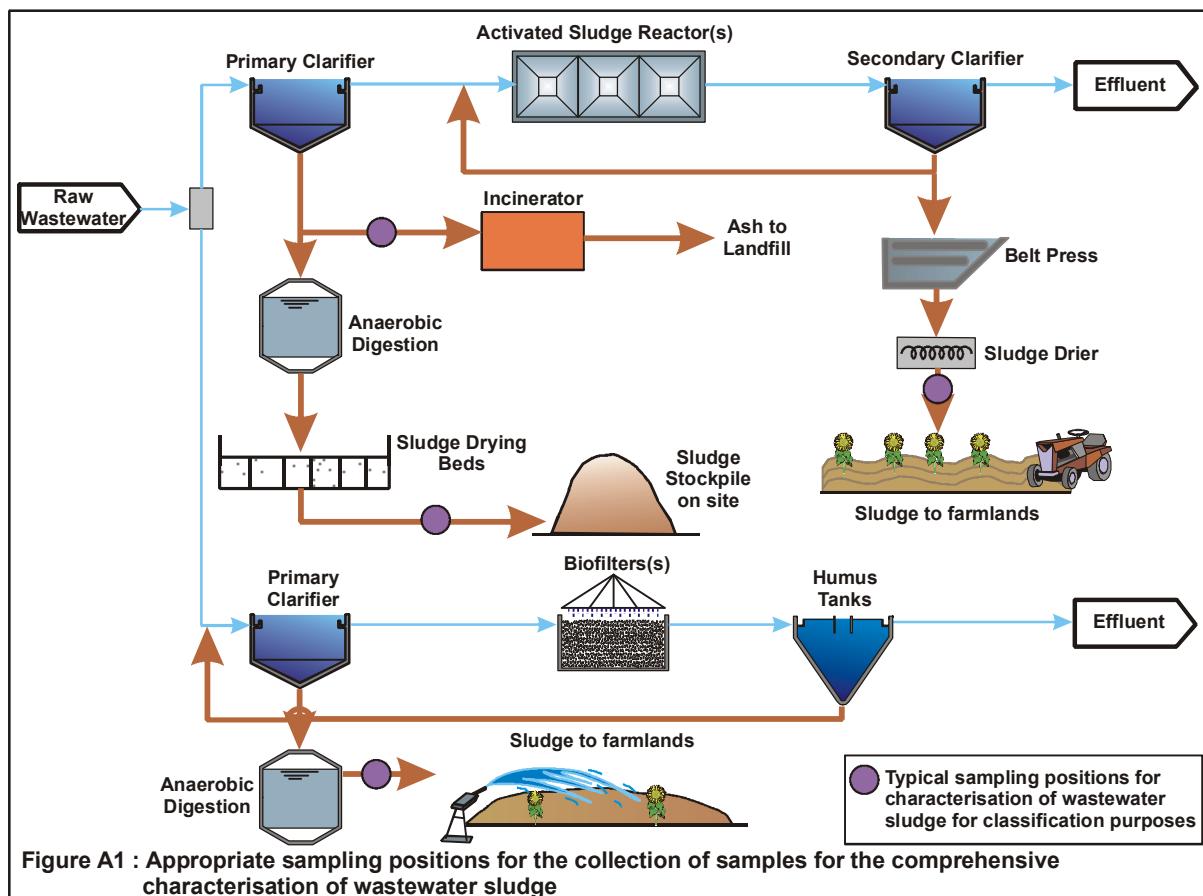 Activated Sludge Reactor(s)
Primary Clarifier
Secondary Clarifier
Effluent
Raw
Wastewater
Incinerator
Ash to
Landfill
Belt Press
Anaerobic
Digestion
Sludge Drier
Sludge Drying
Beds
Sludge
Stockpile
on site
Sludge to farmlands
Primary
Clarifier
Biofilters(s)
Humus
Tanks
Effluent
Sludge to farmlands
Anaerobic
Digestion
Typical sampling positions for
characterisation of wastewater
sludge for classification purposes
Figure A1 : Appropriate sampling positions for the collection of samples for the comprehensive
characterisation of wastewater sludge